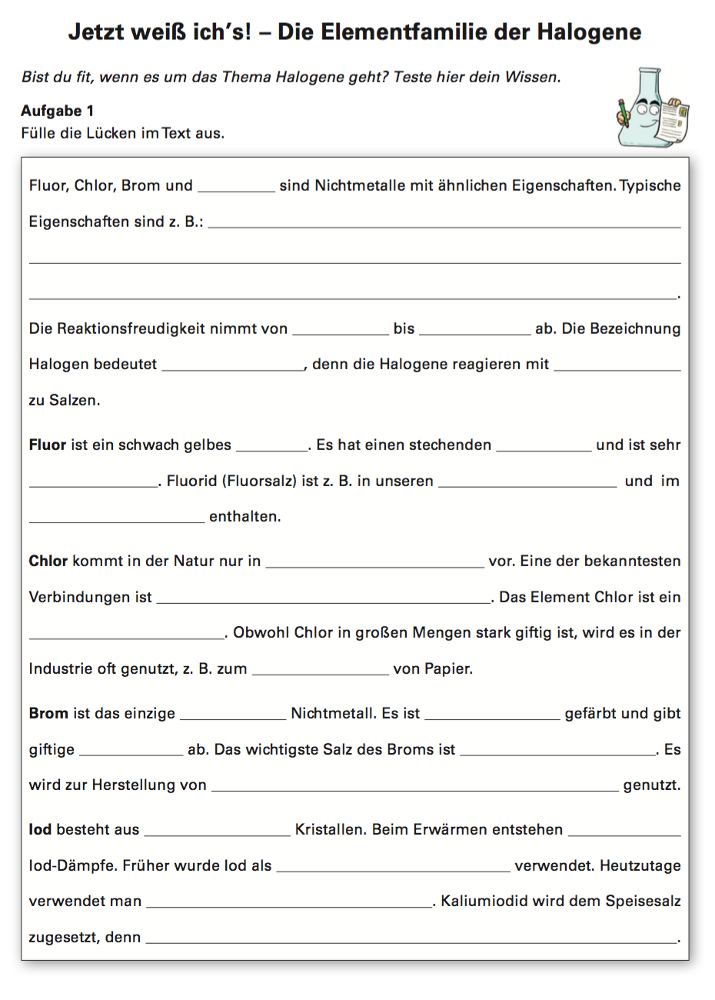 Jetzt weiß ich’s! – Die Elementfamilie der Halogene
Bist du fit, wenn es um das Thema Halogene geht? Teste hier dein Wissen.
Aufgabe 1
Fülle die Lücken im Text aus.
Fluor, Chlor, Brom und __________ sind Nichtmetalle mit ähnlichen Eigenschaften. Typische
Eigenschaften sind z. B.: __________
__________
__________.
Die Reaktionsfreudigkeit nimmt von __________ bis __________ ab. Die Bezeichnung
Halogen bedeutet __________, denn die Halogene reagieren mit __________
zu Salzen.
Fluor ist ein schwach gelbes __________. Es hat einen stechenden __________ und ist sehr
__________. Fluorid (Fluorsalz) ist z. B. in unseren __________ und im
__________ enthalten.
Chlor kommt in der Natur nur in __________ vor. Eine der bekanntesten
Verbindungen ist __________. Das Element Chlor ist ein
__________. Obwohl Chlor in großen Mengen stark giftig ist, wird es in der
Industrie oft genutzt, z. B. zum __________ von Papier.
Brom ist das einzige __________ Nichtmetall. Es ist __________ gefärbt und gibt
giftige __________ ab. Das wichtigste Salz des Broms ist __________. Es
wird zur Herstellung von __________ genutzt.
Iod besteht aus __________ Kristallen. Beim Erwärmen entstehen __________
Iod-Dämpfe. Früher wurde Iod als __________ verwendet. Heutzutage
verwendet man __________. Kaliumiodid wird dem Speisesalz
zugesetzt, denn __________.